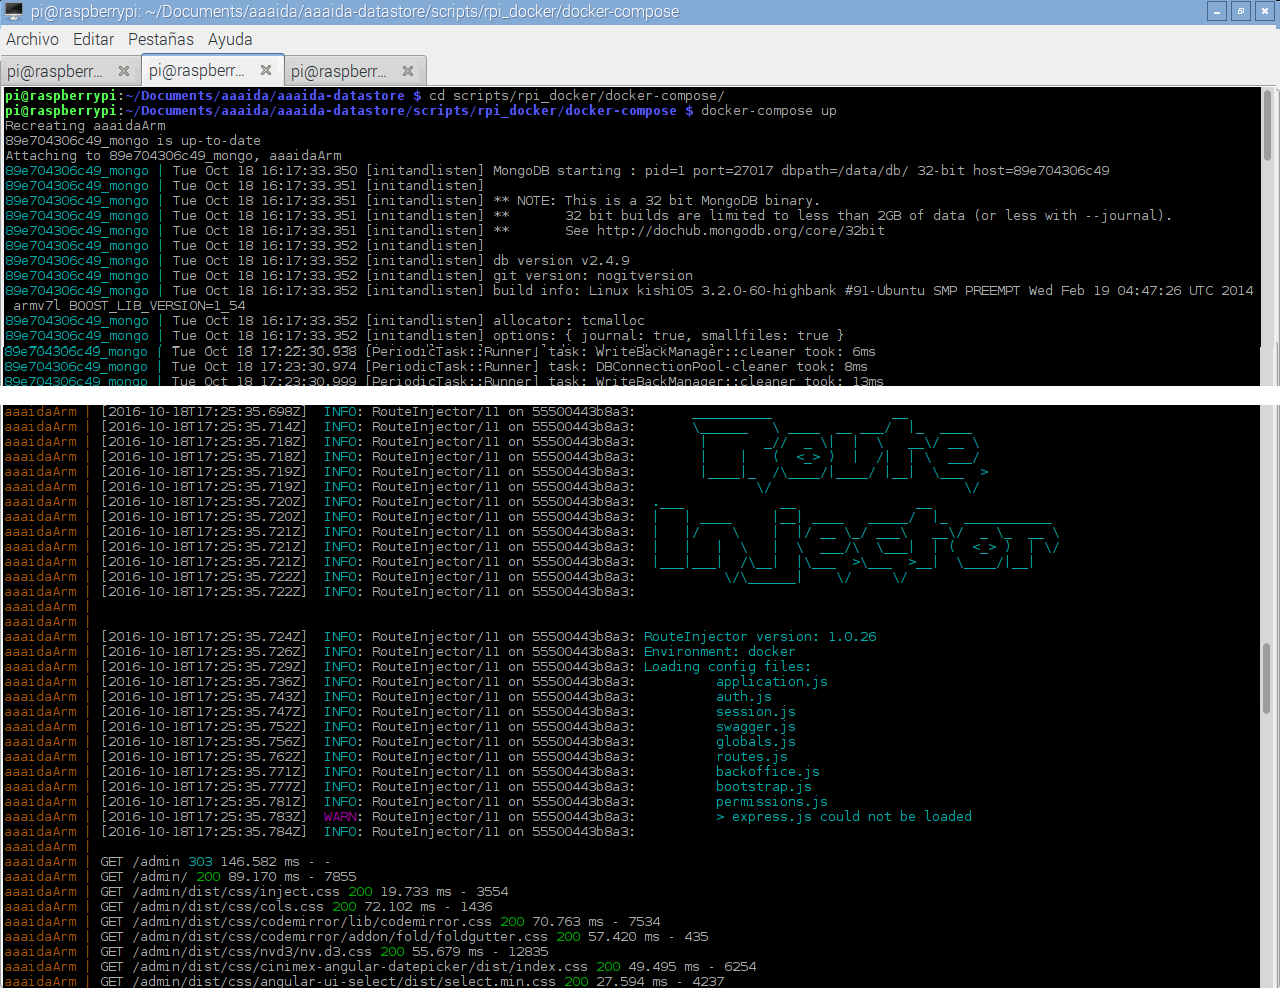 pi@raspberrypi: ~/Documents/aaaida/aaaida-datastore/scripts/rpi_docker/docker-compose
Archivo Editar Pestañas Ayuda
pi@raspberr... pi@raspberr... pi@raspberr...
pi@raspberrypi:~/Documents/aaaida/aaaida-datastore $ cd scripts/rpi_docker/docker-compose/
pi@raspberrypi:~/Documents/aaaida/aaaida-datastore/scripts/rpi_docker/docker-compose $ docker-compose up
Recreating aaaidaArm
89e704306c49_mongo is up-to-date
Attaching to 89e704306c49_mongo, aaaidaArm
89e704306c49_mongo | Tue Oct 18 16:17:33.350 [initandlisten] MongoDB starting : pid=1 port=27017 dbpath=/data/db/ 32-bit host=89e704306c49
89e704306c49_mongo | Tue Oct 18 16:17:33.351 [initandlisten]
89e704306c49_mongo | Tue Oct 18 16:17:33.351 [initandlisten] ** NOTE: This is a 32 bit MongoDB binary.
89e704306c49_mongo | Tue Oct 18 16:17:33.351 [initandlisten] **       32 bit builds are limited to less than 2GB of data (or less with --journal).
89e704306c49_mongo | Tue Oct 18 16:17:33.351 [initandlisten] **       See http://dochub.mongodb.org/core/32bit
89e704306c49_mongo | Tue Oct 18 16:17:33.352 [initandlisten]
89e704306c49_mongo | Tue Oct 18 16:17:33.352 [initandlisten] db version v2.4.9
89e704306c49_mongo | Tue Oct 18 16:17:33.352 [initandlisten] git version: nogitversion
89e704306c49_mongo | Tue Oct 18 16:17:33.352 [initandlisten] build info: Linux kishi05 3.2.0-60-highbank #91-Ubuntu SMP PREEMPT Wed Feb 19 04:47:26 UTC 2014
armv7l BOOST_LIB_VERSION=1_54
89e704306c49_mongo | Tue Oct 18 16:17:33.352 [initandlisten] allocator: tcmalloc
89e704306c49_mongo | Tue Oct 18 16:17:33.352 [initandlisten] options: { journal: true, smallfiles: true }
89e704306c49_mongo | Tue Oct 18 17:22:30.938 [PeriodicTask::Runner] task: WriteBackManager::cleaner took: 6ms
89e704306c49_mongo | Tue Oct 18 17:23:30.974 [PeriodicTask::Runner] task: DBConnectionPool-cleaner took: 8ms
89e704306c49_mongo | Tue Oct 18 17:23:30.999 [PeriodicTask::Runner] task: WriteBackManager::cleaner took: 13ms
aaaidaArm | [2016-10-18T17:25:35.698Z]  INFO: RouteInjector/11 on 55500443b8a3:
aaaidaArm | [2016-10-18T17:25:35.714Z]  INFO: RouteInjector/11 on 55500443b8a3:
aaaidaArm | [2016-10-18T17:25:35.718Z]  INFO: RouteInjector/11 on 55500443b8a3:
aaaidaArm | [2016-10-18T17:25:35.718Z]  INFO: RouteInjector/11 on 55500443b8a3: Route
aaaidaArm | [2016-10-18T17:25:35.719Z]  INFO: RouteInjector/11 on 55500443b8a3:
aaaidaArm | [2016-10-18T17:25:35.719Z]  INFO: RouteInjector/11 on 55500443b8a3:
aaaidaArm | [2016-10-18T17:25:35.720Z]  INFO: RouteInjector/11 on 55500443b8a3:
aaaidaArm | [2016-10-18T17:25:35.720Z]  INFO: RouteInjector/11 on 55500443b8a3:
aaaidaArm | [2016-10-18T17:25:35.721Z]  INFO: RouteInjector/11 on 55500443b8a3:
aaaidaArm | [2016-10-18T17:25:35.721Z]  INFO: RouteInjector/11 on 55500443b8a3: Injector
aaaidaArm | [2016-10-18T17:25:35.721Z]  INFO: RouteInjector/11 on 55500443b8a3:
aaaidaArm | [2016-10-18T17:25:35.722Z]  INFO: RouteInjector/11 on 55500443b8a3:
aaaidaArm | [2016-10-18T17:25:35.722Z]  INFO: RouteInjector/11 on 55500443b8a3:
aaaidaArm |
aaaidaArm |
aaaidaArm | [2016-10-18T17:25:35.724Z]  INFO: RouteInjector/11 on 55500443b8a3: RouteInjector version: 1.0.26
aaaidaArm | [2016-10-18T17:25:35.726Z]  INFO: RouteInjector/11 on 55500443b8a3: Environment: docker
aaaidaArm | [2016-10-18T17:25:35.729Z]  INFO: RouteInjector/11 on 55500443b8a3: Loading config files:
aaaidaArm | [2016-10-18T17:25:35.736Z]  INFO: RouteInjector/11 on 55500443b8a3:          application.js
aaaidaArm | [2016-10-18T17:25:35.743Z]  INFO: RouteInjector/11 on 55500443b8a3:          auth.js
aaaidaArm | [2016-10-18T17:25:35.747Z]  INFO: RouteInjector/11 on 55500443b8a3:          session.js
aaaidaArm | [2016-10-18T17:25:35.752Z]  INFO: RouteInjector/11 on 55500443b8a3:          swagger.js
aaaidaArm | [2016-10-18T17:25:35.756Z]  INFO: RouteInjector/11 on 55500443b8a3:          globals.js
aaaidaArm | [2016-10-18T17:25:35.762Z]  INFO: RouteInjector/11 on 55500443b8a3:          routes.js
aaaidaArm | [2016-10-18T17:25:35.771Z]  INFO: RouteInjector/11 on 55500443b8a3:          backoffice.js
aaaidaArm | [2016-10-18T17:25:35.777Z]  INFO: RouteInjector/11 on 55500443b8a3:          bootstrap.js
aaaidaArm | [2016-10-18T17:25:35.781Z]  INFO: RouteInjector/11 on 55500443b8a3:          permissions.js
aaaidaArm | [2016-10-18T17:25:35.783Z]  WARN: RouteInjector/11 on 55500443b8a3:          > express.js could not be loaded
aaaidaArm | [2016-10-18T17:25:35.784Z]  INFO: RouteInjector/11 on 55500443b8a3:
aaaidaArm |
aaaidaArm | GET /admin 303 146.582 ms - -
aaaidaArm | GET /admin/ 200 89.170 ms - 7855
aaaidaArm | GET /admin/dist/css/inject.css 200 19.733 ms - 3554
aaaidaArm | GET /admin/dist/css/cols.css 200 72.102 ms - 1436
aaaidaArm | GET /admin/dist/css/codemirror/lib/codemirror.css 200 70.763 ms - 7534
aaaidaArm | GET /admin/dist/css/codemirror/addon/fold/foldgutter.css 200 57.420 ms - 435
aaaidaArm | GET /admin/dist/css/nvd3/nv.d3.css 200 55.679 ms - 12835
aaaidaArm | GET /admin/dist/css/cinimex-angular-datepicker/dist/index.css 200 49.495 ms - 6254
aaaidaArm | GET /admin/dist/css/angular-ui-select/dist/select.min.css 200 27.594 ms - 4237